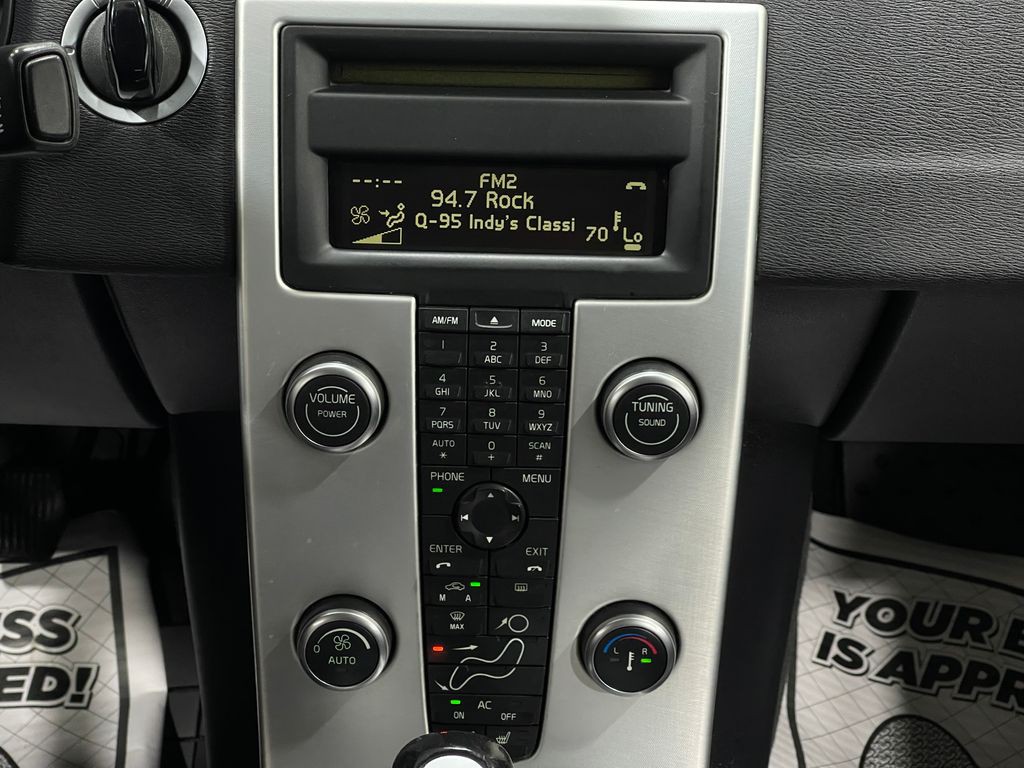 --:--
FM2
94.7 Rock
Q-95 Indy's Classi
70
Lo
AM/FM
MODE
1
2
ABC
3
DEF
4
GHI
5
JKL
6
MNO
7
PQRS
8
TUV
9
WXYZ
AUTO
*
0
+
SCAN
#
VOLUME
POWER
TUNING
SOUND
PHONE
MENU
ENTER
EXIT
M A
MAX
0
AUTO
L R
AC
ON OFF
YOUR
IS APPR
ED!